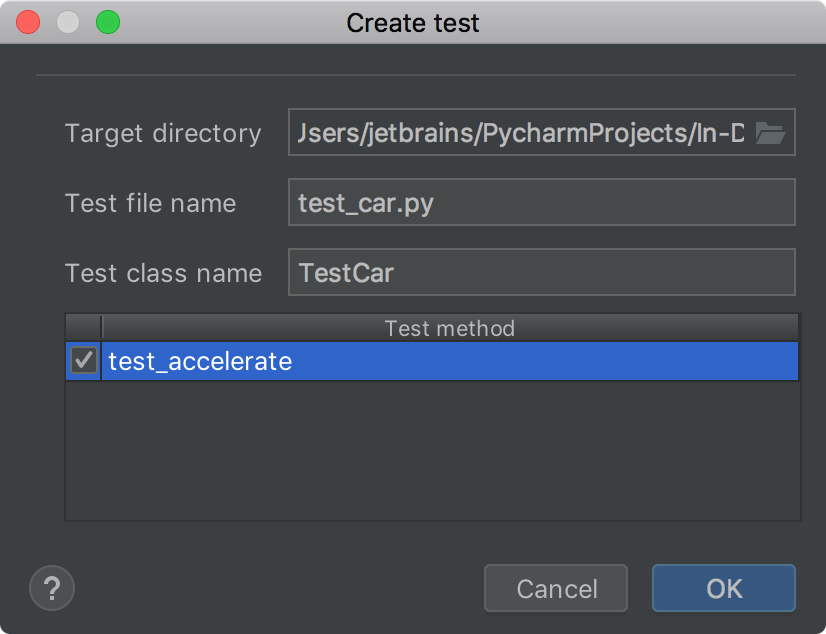 Create test
Target directory Jsers/jetbrains/PycharmProjects/In-D
Test file name test_car.py
Test class name TestCar
Test method
test_accelerate
? Cancel OK